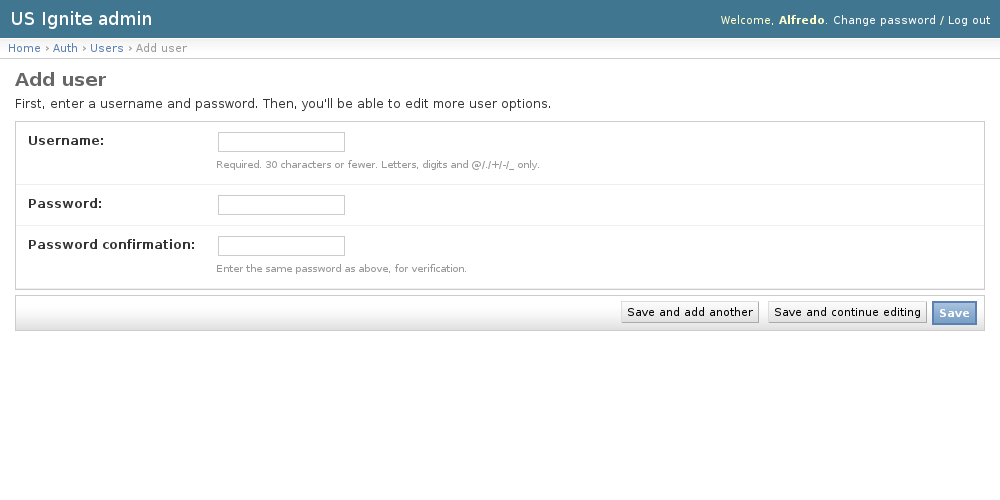 US Ignite admin
Welcome, Alfredo. Change password / Log out
Home › Auth › Users › Add user
Add user
First, enter a username and password. Then, you'll be able to edit more user options.
Username:
Required. 30 characters or fewer. Letters, digits and @/./+/-/_ only.
Password:
Password confirmation:
Enter the same password as above, for verification.
Save and add another Save and continue editing Save